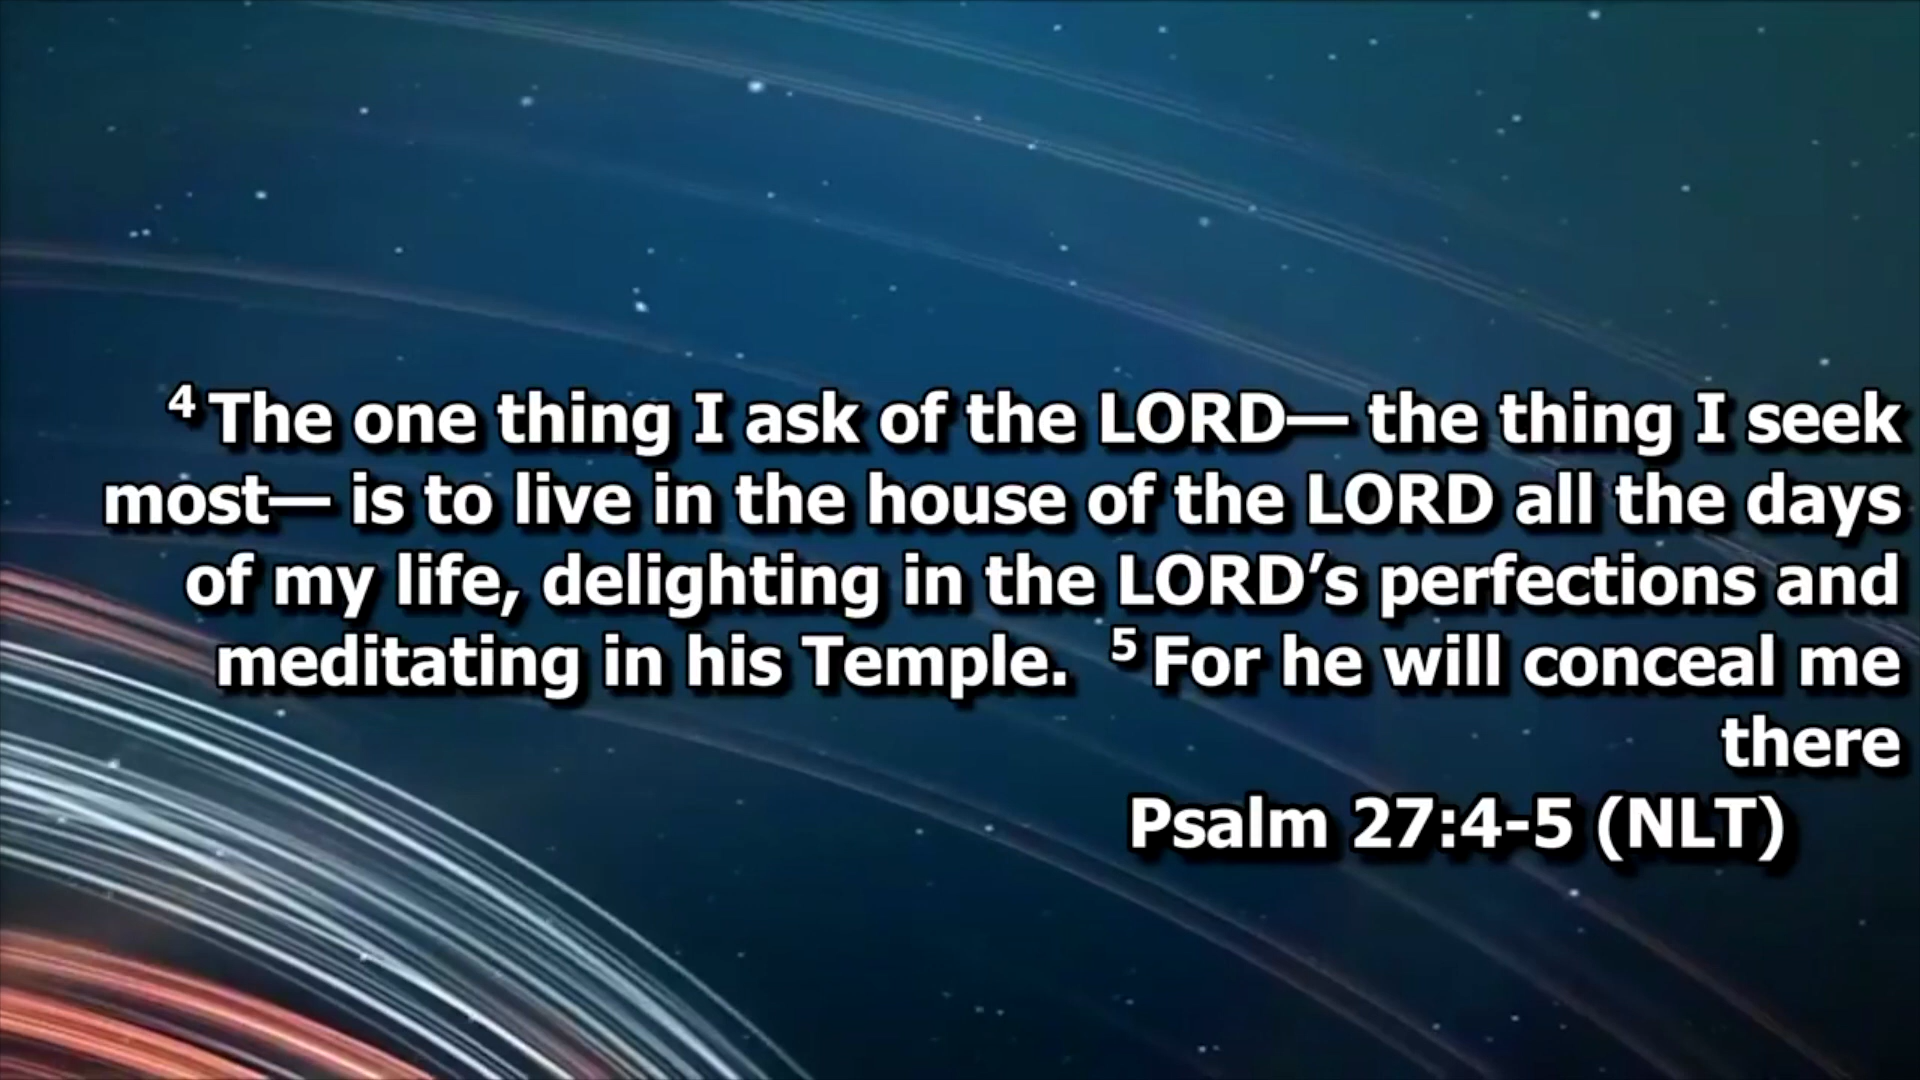 4 The one thing I ask of the LORD— the thing I seek
most— is to live in the house of the LORD all the days
of my life, delighting in the LORD’s perfections and
meditating in his Temple. 5 For he will conceal me
there
Psalm 27:4-5 (NLT)